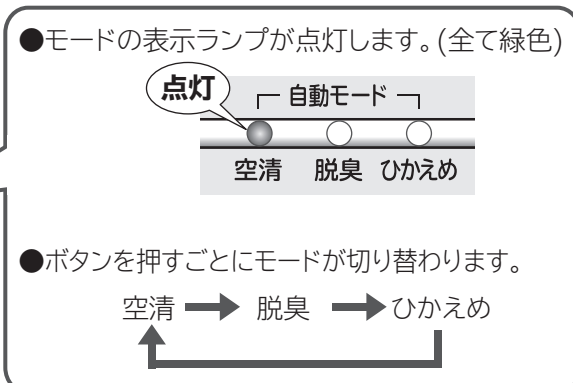 ●モードの表示ランプが点灯します。(全て緑色)
点灯
自動モード
空清 脱臭 ひかえめ
●ボタンを押すごとにモードが切り替わります。
空清 → 脱臭 → ひかえめ